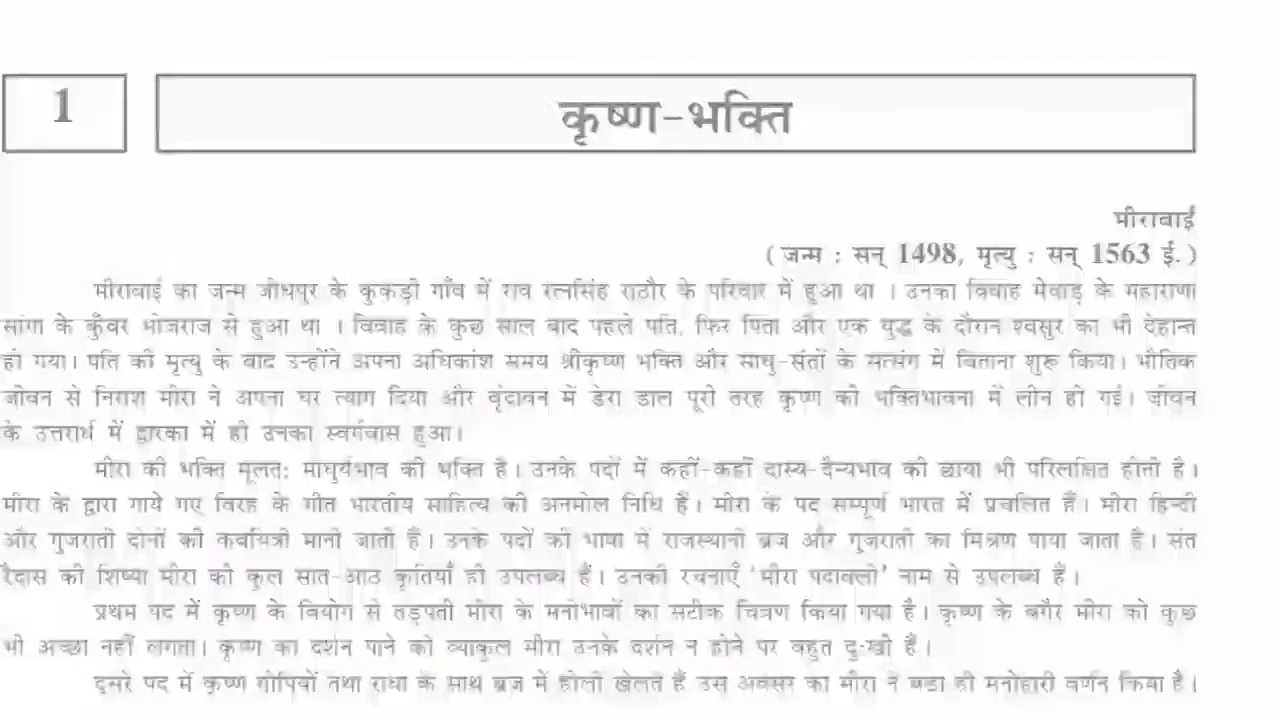 1
कृष्ण-भक्ति
मीराबाई
( जन्म : सन् 1498, मृत्यु : सन् 1563 ई. )
मीराबाई का जन्म जोधपुर के कुकड़ी गाँव में राव रत्नसिंह राठौर के परिवार में हुआ था । उनका विवाह मेवाड़ के महाराणा
सांगा के कुँवर भोजराज से हुआ था । विवाह के कुछ साल बाद पहले पति, फिर पिता और एक युद्ध के दौरान श्वसुर का भी देहान्त
हो गया। पति की मृत्यु के बाद उन्होंने अपना अधिकांश समय श्रीकृष्ण भक्ति और साधु-संतों के सत्संग में बिताना शुरू किया। भौतिक
जीवन से निराश मीरा ने अपना घर त्याग दिया और वृंदावन में डेरा डाल पूरी तरह कृष्ण की भक्तिभावना में लीन हो गई। जीवन
के उत्तरार्ध में द्वारका में ही उनका स्वर्गवास हुआ।
मीरा की भक्ति मूलत: माधुर्यभाव की भक्ति है। उनके पदों में कहीं-कहीं दास्य-दैन्यभाव की छाया भी परिलक्षित होती है।
मीरा के द्वारा गाये गए विरह के गीत भारतीय साहित्य की अनमोल निधि हैं। मीरा के पद सम्पूर्ण भारत में प्रचलित हैं। मीरा हिन्दी
और गुजराती दोनों की कवयित्री मानी जाती हैं। उनके पदों की भाषा में राजस्थानी ब्रज और गुजराती का मिश्रण पाया जाता है। संत
रैदास की शिष्या मीरा की कुल सात-आठ कृतियाँ ही उपलब्ध हैं। उनकी रचनाएँ 'मीरा पदावली' नाम से उपलब्ध हैं।
प्रथम पद में कृष्ण के वियोग से तड़पती मीरा के मनोभावों का सटीक चित्रण किया गया है। कृष्ण के बगैर मीरा को कुछ
भी अच्छा नहीं लगता। कृष्ण का दर्शन पाने को व्याकुल मीरा उनके दर्शन न होने पर बहुत दु:खी हैं।
दूसरे पद में कृष्ण गोपियों तथा राधा के साथ ब्रज में होली खेलते हैं उस अवसर का मीरा ने बड़ा ही मनोहारी वर्णन किया है।